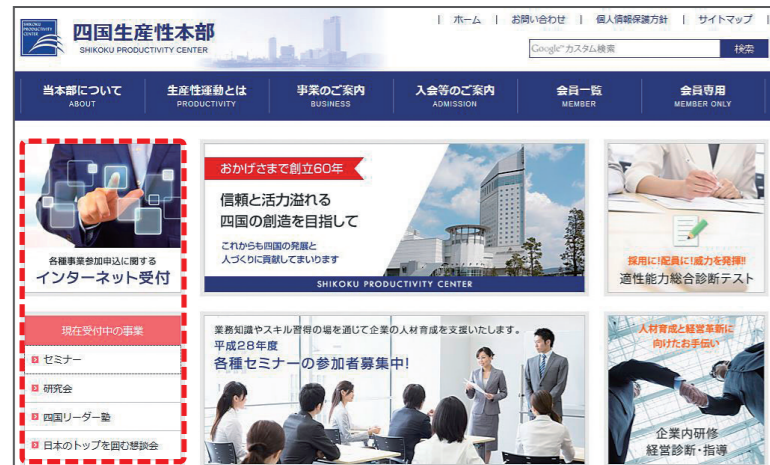 SHIKOKU
PRODUCTIVITY
CENTER
四国生産性本部
SHIKOKU PRODUCTIVITY CENTER
| ホーム | お問い合わせ | 個人情報保護方針 | サイトマップ |
Google™カスタム検索
検索
当本部について
ABOUT
生産性運動とは
PRODUCTIVITY
事業のご案内
BUSINESS
入会等のご案内
ADMISSION
会員一覧
MEMBER
会員専用
MEMBER ONLY
各種事業参加申込に関する
インターネット受付
おかげさまで創立60年
信頼と活力溢れる
四国の創造を目指して
これからも四国の発展と
人づくりに貢献してまいります
SHIKOKU PRODUCTIVITY CENTER
採用に!配員に!威力を発揮!!
適性能力総合診断テスト
現在受付中の事業
セミナー
研究会
四国リーダー塾
日本のトップを囲む懇談会
業務知識やスキル習得の場を通じて企業の人材育成を支援いたします。
平成28年度
各種セミナーの参加者募集中!
人材育成と経営革新に
向けたお手伝い
企業内研修
経営診断・指導